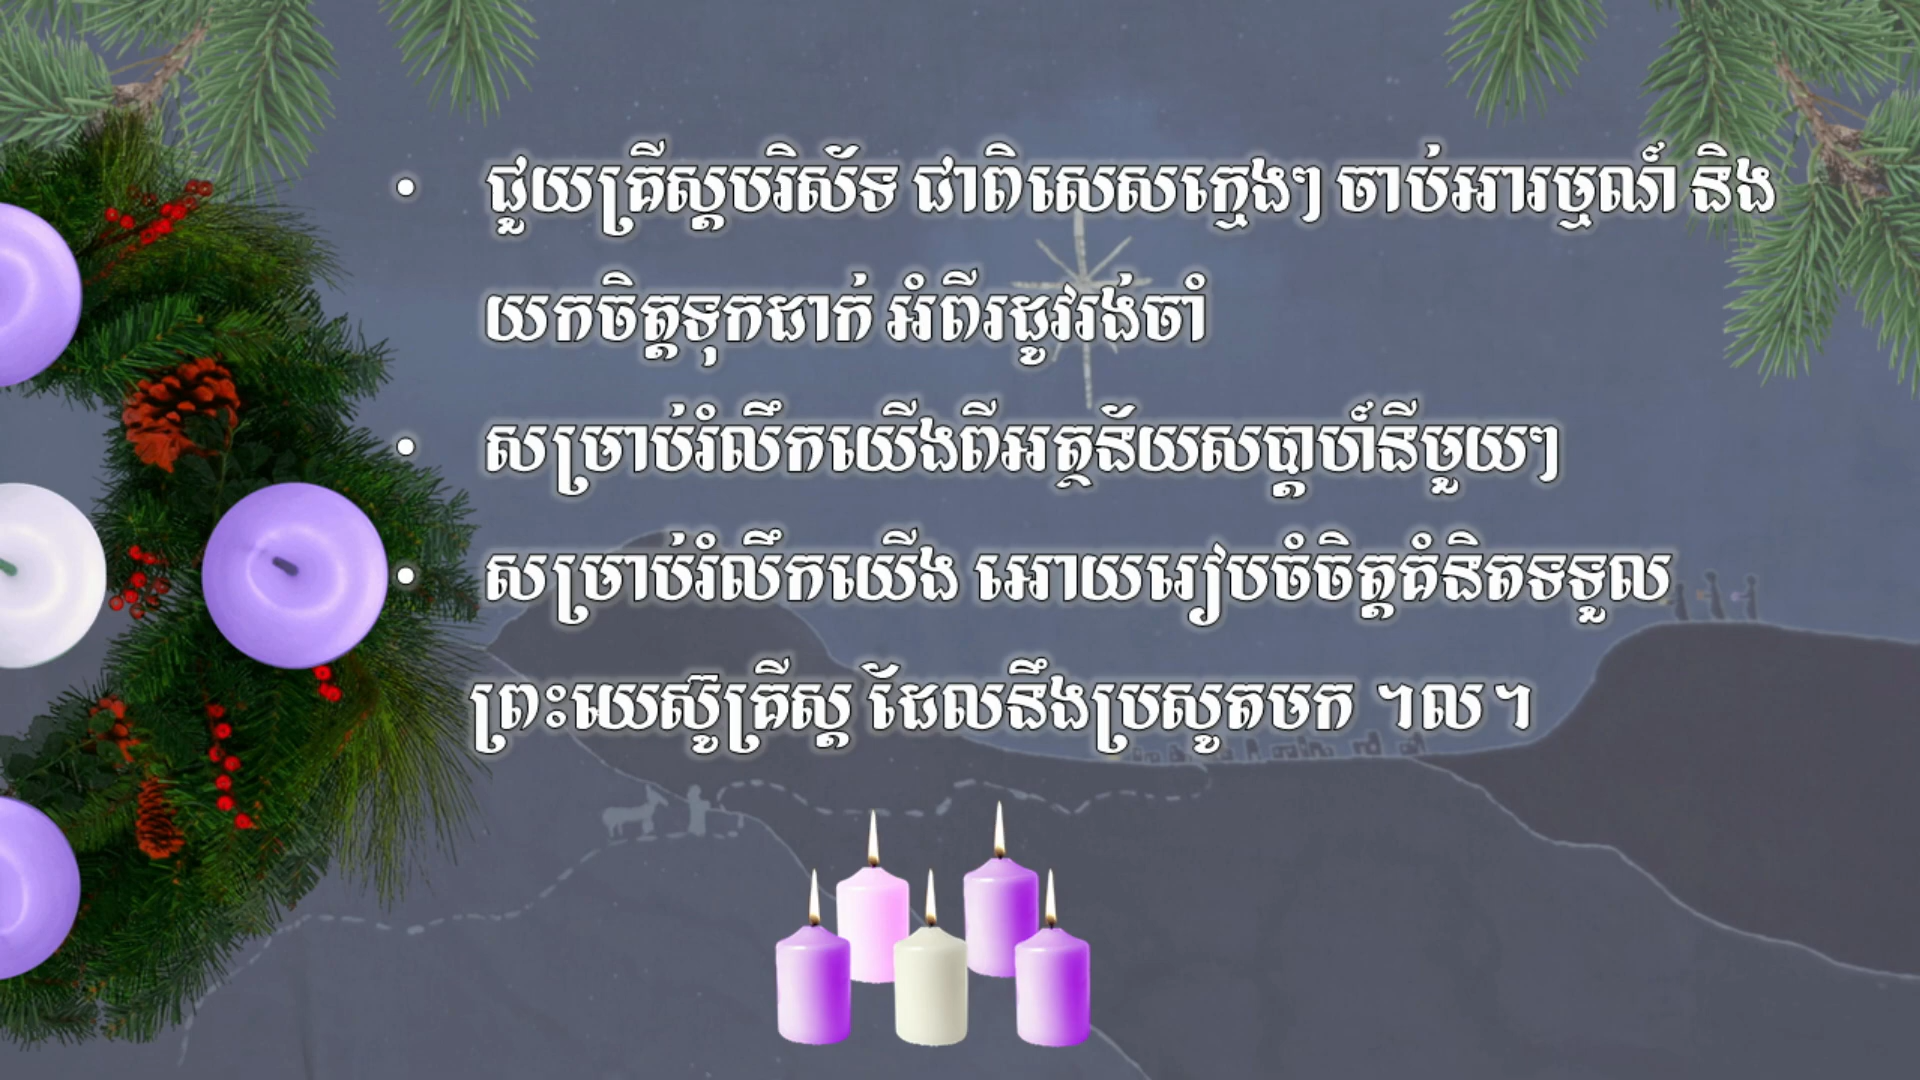 • ជួយគ្រីស្តបរិស័ទ ជាពិសេសក្មេងៗ ចាប់អារម្មណ៍ និង
យកចិត្តទុកដាក់ អំពីរដូវរង់ចាំ
• សម្រាប់រំលឹកយើងពីអត្ថន័យសប្តាហ៍នីមួយៗ
• សម្រាប់រំលឹកយើង អោយរៀបចំចិត្តគំនិតទទួល
ព្រះយេស៊ូគ្រីស្ត ដែលនឹងប្រសូតមក ។ល។